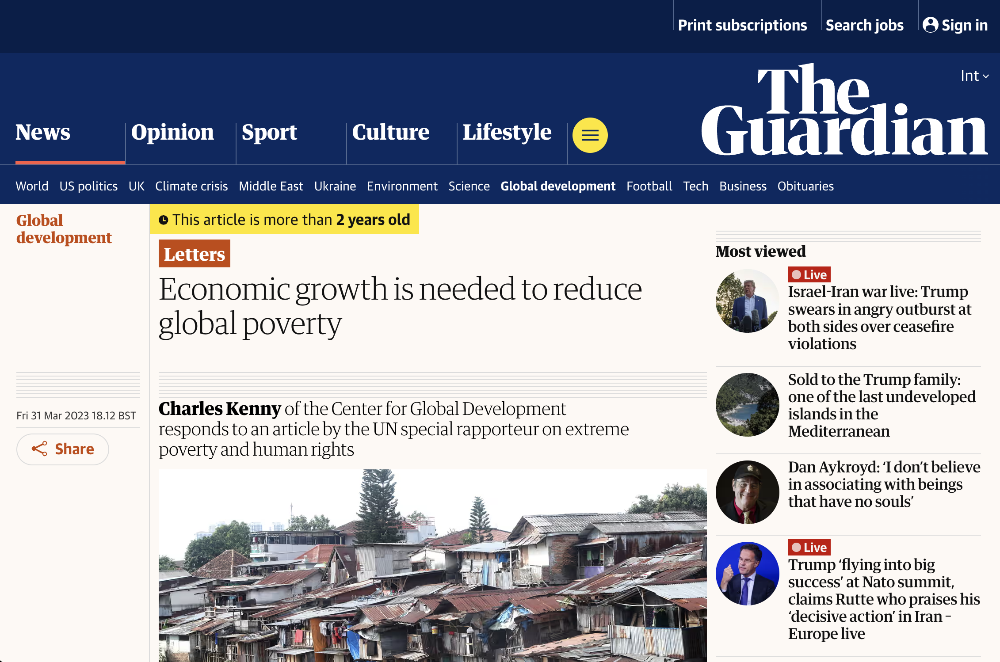 Print subscriptions
Search jobs
Sign in
Int
The
Guardian
News
Opinion
Sport
Culture
Lifestyle
World US politics UK Climate crisis Middle East Ukraine Environment Science Global development Football Tech Business Obituaries
Global
development
This article is more than 2 years old
Letters
Economic growth is needed to reduce
global poverty
Fri 31 Mar 2023 18.12 BST
Share
Charles Kenny of the Center for Global Development
responds to an article by the UN special rapporteur on extreme
poverty and human rights
Most viewed
Live
Israel-Iran war live: Trump
swears in angry outburst at
both sides over ceasefire
violations
Sold to the Trump family:
one of the last undeveloped
islands in the
Mediterranean
Dan Aykroyd: ‘I don’t believe
in associating with beings
that have no souls’
Live
Trump ‘flying into big
success’ at Nato summit,
claims Rutte who praises his
‘decisive action’ in Iran –
Europe live